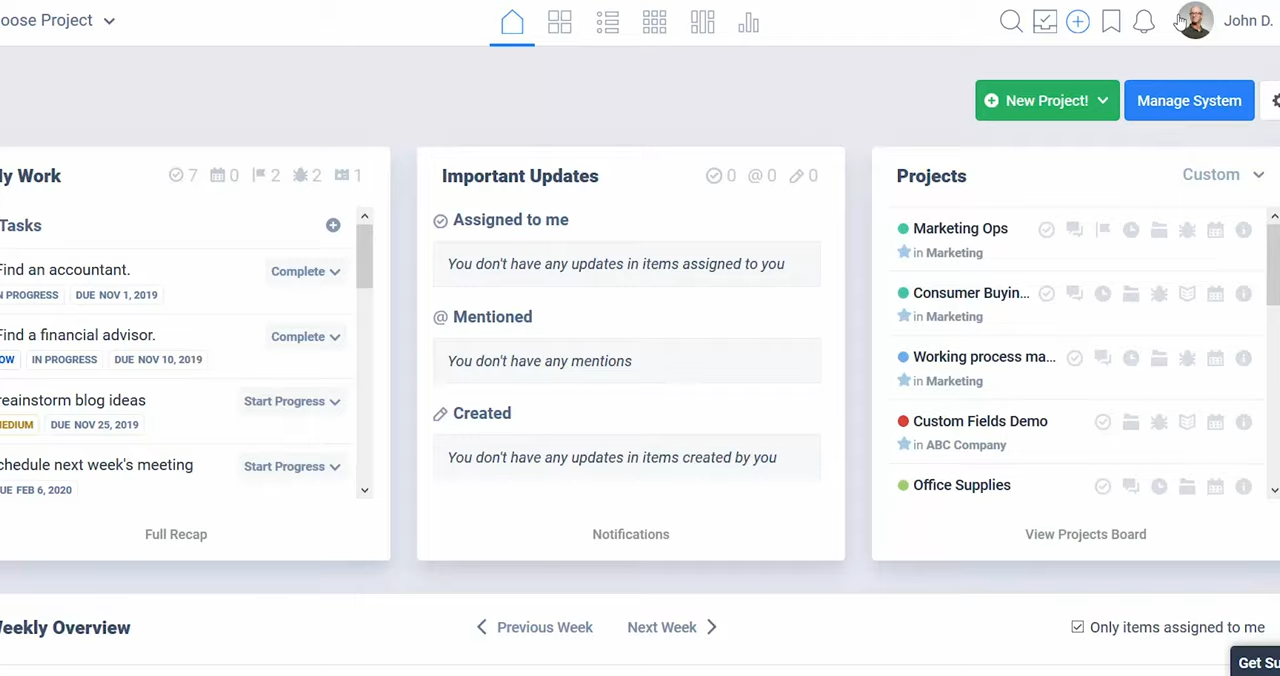 oose Project
John D.
New Project!
Manage System
y Work
7 0 2 2 1
Tasks
Find an accountant.
Complete
N PROGRESS DUE NOV 1, 2019
Find a financial advisor.
Complete
OW IN PROGRESS DUE NOV 10, 2019
reainstorm blog ideas
Start Progress
MEDIUM DUE NOV 25, 2019
chedule next week's meeting
Start Progress
UE FEB 6, 2020
Full Recap
Important Updates
0 @ 0 0
Assigned to me
You don't have any updates in items assigned to you
@ Mentioned
You don't have any mentions
Created
You don't have any updates in items created by you
Notifications
Projects
Custom
Marketing Ops
in Marketing
Consumer Buyin...
in Marketing
Working process ma...
in Marketing
Custom Fields Demo
in ABC Company
Office Supplies
View Projects Board
eekly Overview
Previous Week
Next Week
Only items assigned to me
Get Su